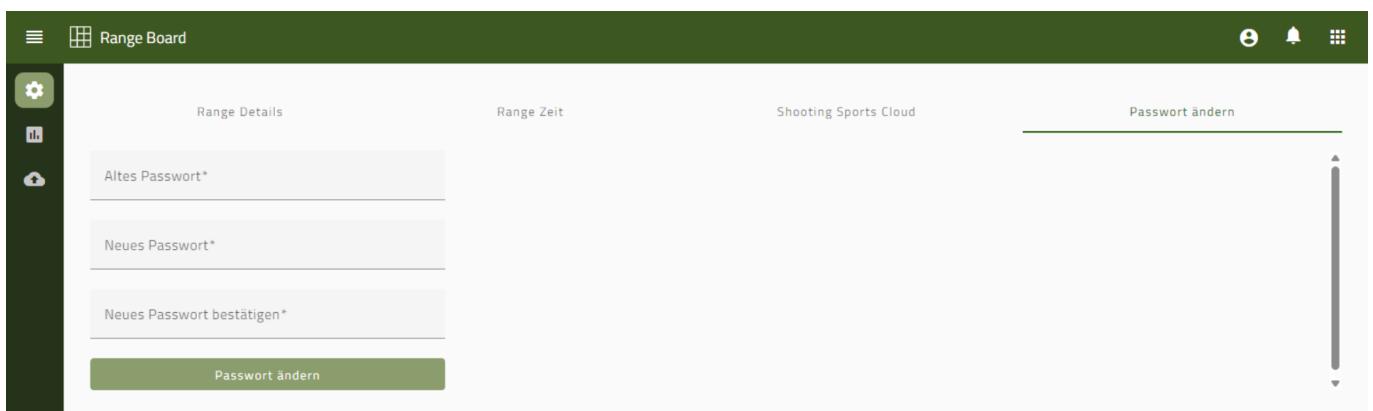 Range Board
Range Details
Range Zeit
Shooting Sports Cloud
Passwort ändern
Altes Passwort*
Neues Passwort*
Neues Passwort bestätigen*
Passwort ändern